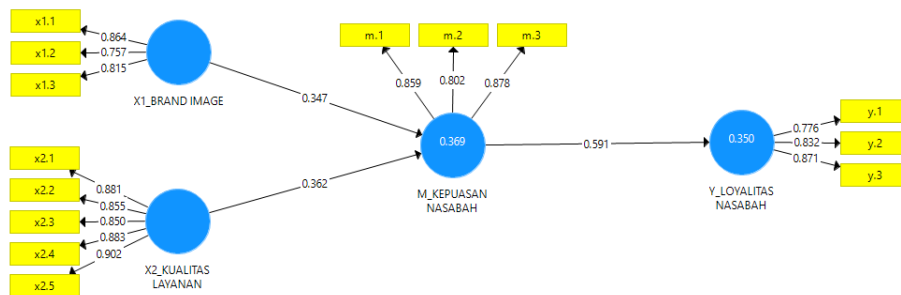 x1.1
0.864
x1.2
0.757
x1.3
0.815
X1_BRAND IMAGE
0.347
m.1
m.2
m.3
0.859
0.802
0.878
0.369
M_KEPUASAN
NASABAH
0.591
0.350
Y_LOYALITAS
NASABAH
y.1
0.776
y.2
0.832
y.3
0.871
0.362
x2.1
0.881
x2.2
0.855
x2.3
0.850
x2.4
0.883
x2.5
0.902
X2_KUALITAS
LAYANAN